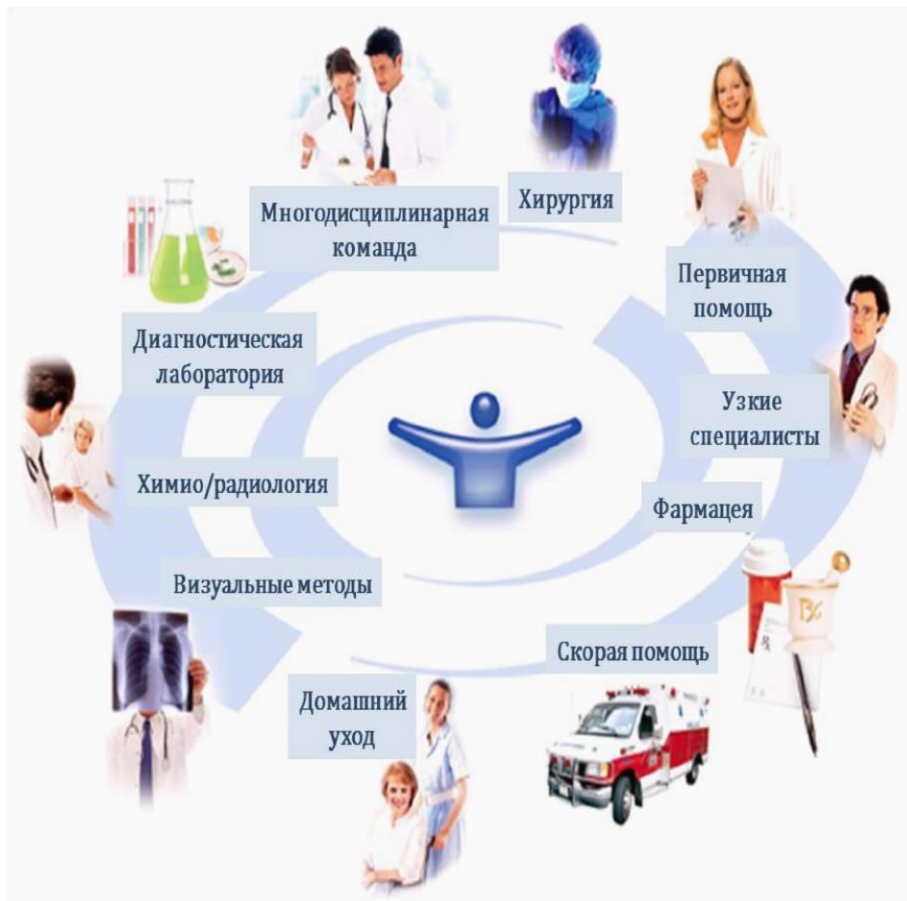 Многодисциплинарная
команда
Хирургия
Первичная
помощь
Диагностическая
лаборатория
Узкие
специалисты
Химио/радиология
Фармацея
Визуальные методы
Скорая помощь
Домашний
уход